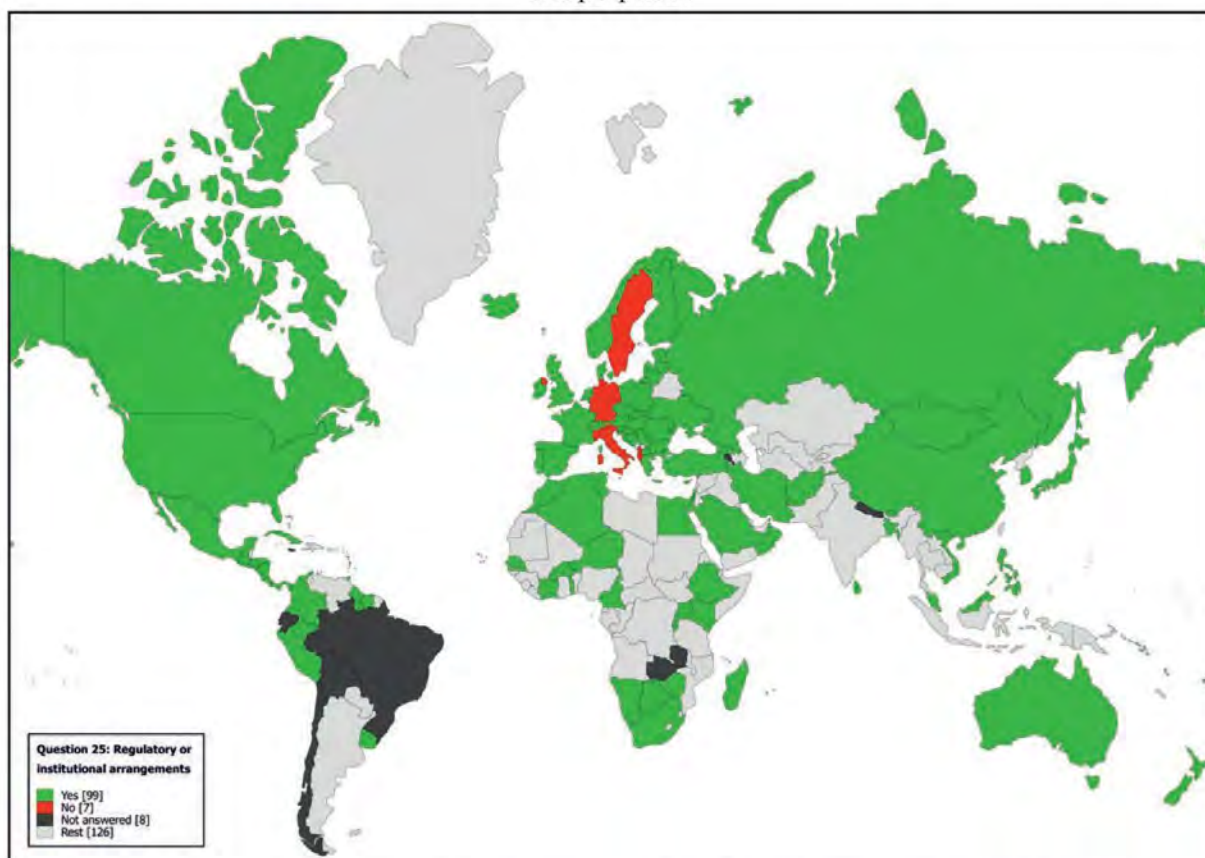 Question 25: Regulatory or
institutional arrangements
Yes [99]
No [7]
Not answered [8]
Rest [126]